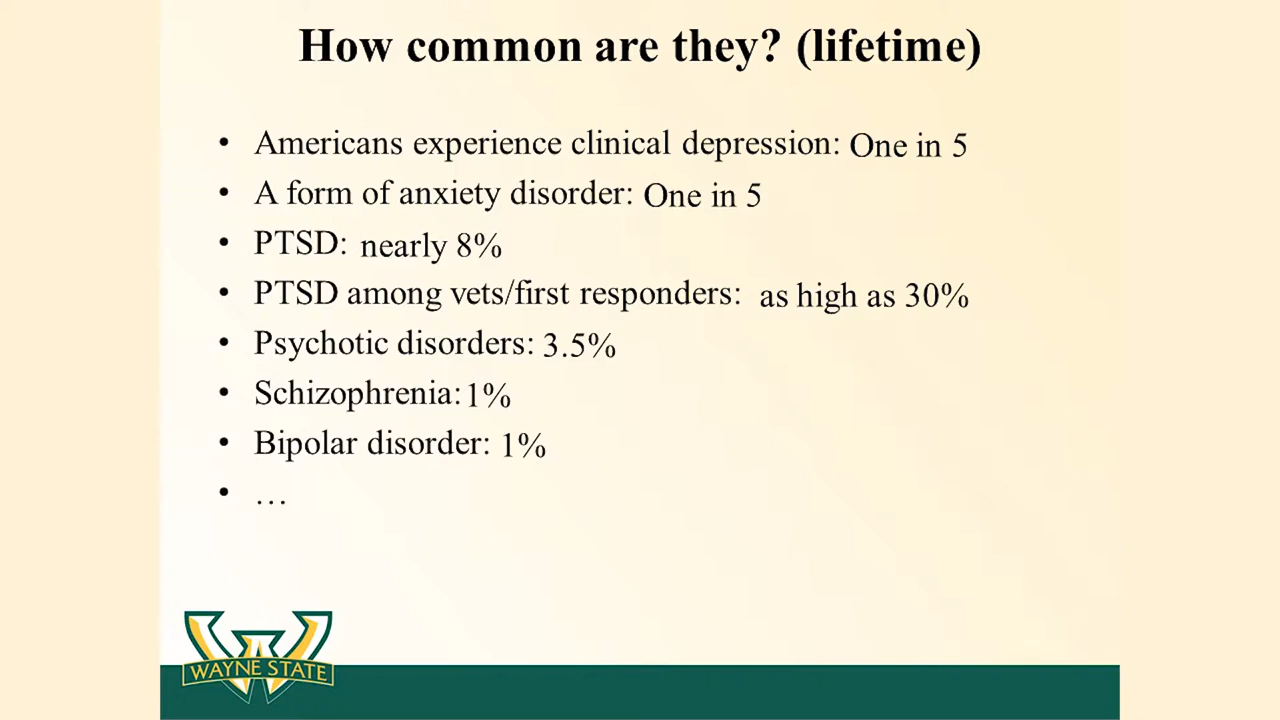 How common are they? (lifetime)
• Americans experience clinical depression: One in 5
• A form of anxiety disorder: One in 5
• PTSD: nearly 8%
• PTSD among vets/first responders: as high as 30%
• Psychotic disorders: 3.5%
• Schizophrenia: 1%
• Bipolar disorder: 1%
• …
WAYNE STATE